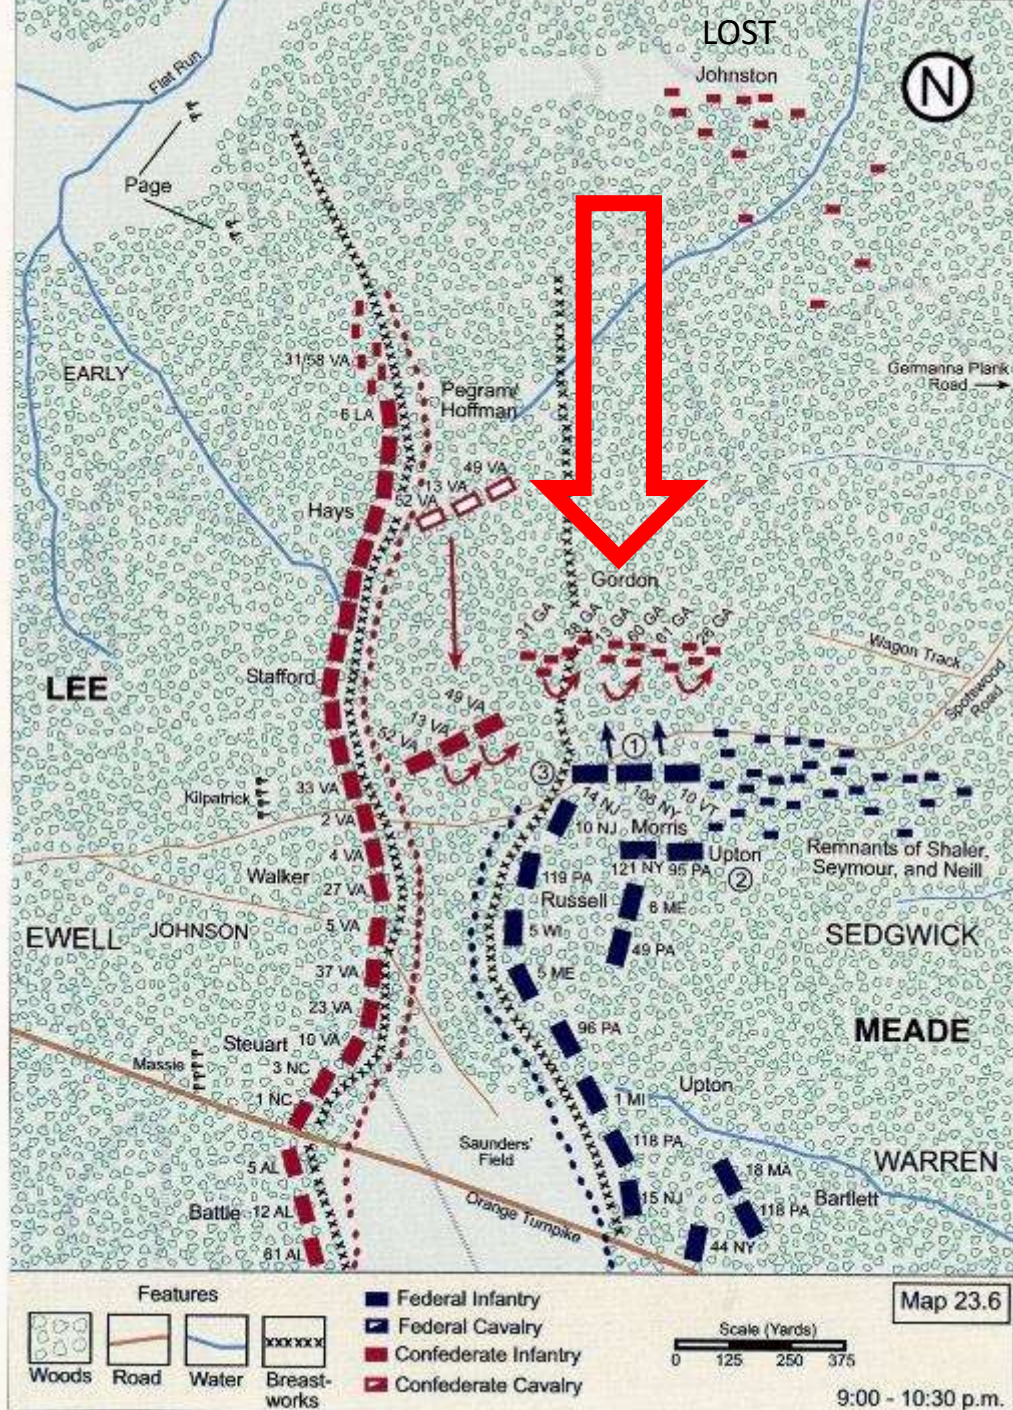 LOST
Johnston
N
Flat Run
Page
EARLY
31/58 VA
Pegram/
Hoffman
Germanna Plank
Road
6 LA
49 VA
13 VA
52 VA
Hays
Gordon
31 GA
38 GA
13 GA
60 GA
61 GA
26 GA
Wagon Track
Spotswood
Road
Stafford
LEE
49 VA
13 VA
52 VA
1
3
Kilpatrick
33 VA
14 NJ
106 NY
10 VT
2 VA
10 NJ
Morris
Remnants of Shaler,
Seymour, and Neill
4 VA
121 NY
95 PA
Upton
2
Walker
27 VA
119 PA
Russell
6 ME
EWELL
JOHNSON
5 VA
5 WI
49 PA
SEDGWICK
37 VA
5 ME
23 VA
MEADE
Steuart
10 VA
96 PA
Massie
3 NC
Upton
1 NC
1 MI
Saunders'
Field
118 PA
WARREN
5 AL
18 MA
Battle
12 AL
Orange Turnpike
15 NJ
118 PA
Bartlett
61 AL
44 NY
Features
Woods
Road
Water
Breast-
works
Federal Infantry
Federal Cavalry
Confederate Infantry
Confederate Cavalry
Map 23.6
Scale (Yards)
0 125 250 375
9:00 - 10:30 p.m.